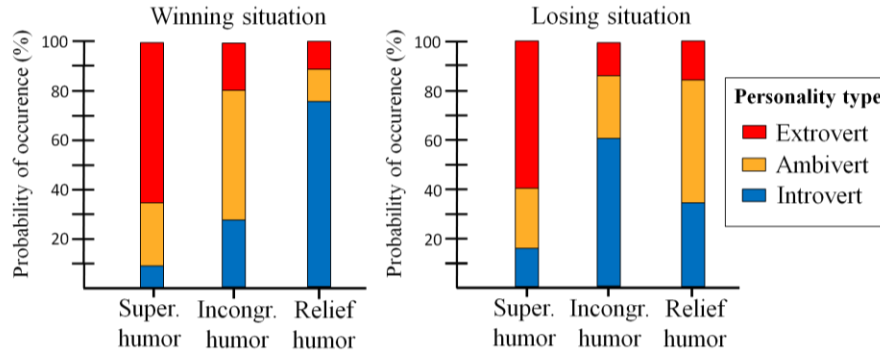 Winning situation
Probability of occurence (%)
100
80
60
40
20
Super. humor
Incongr. humor
Relief humor
Losing situation
Probability of occurence (%)
100
80
60
40
20
Super. humor
Incongr. humor
Relief humor
Personality type
Extrovert
Ambivert
Introvert